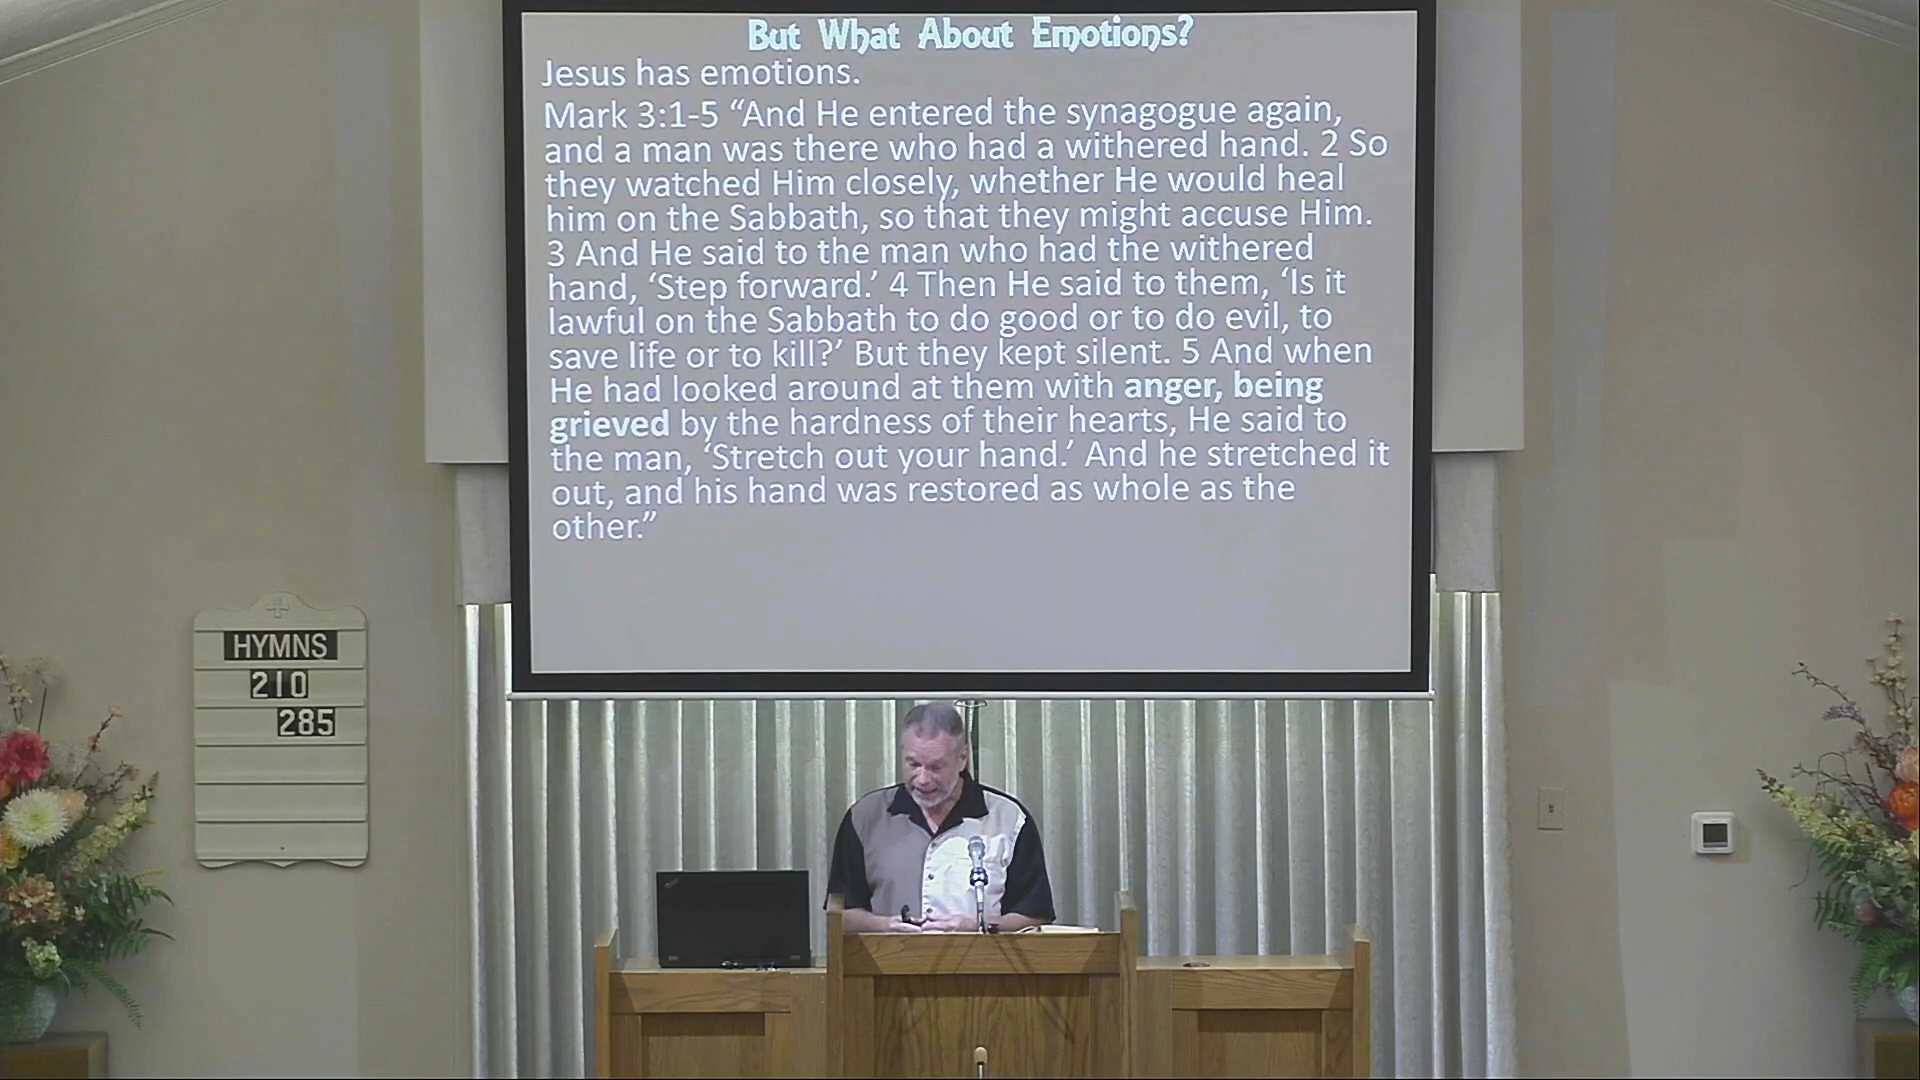 But What About Emotions?
Jesus has emotions.
Mark 3:1-5 “And He entered the synagogue again,
and a man was there who had a withered hand. 2 So
they watched Him closely, whether He would heal
him on the Sabbath, so that they might accuse Him.
3 And He said to the man who had the withered
hand, ‘Step forward.’ 4 Then He said to them, ‘Is it
lawful on the Sabbath to do good or to do evil, to
save life or to kill?’ But they kept silent. 5 And when
He had looked around at them with anger, being
grieved by the hardness of their hearts, He said to
the man, ‘Stretch out your hand.’ And he stretched it
out, and his hand was restored as whole as the
other.”
HYMNS
210
285